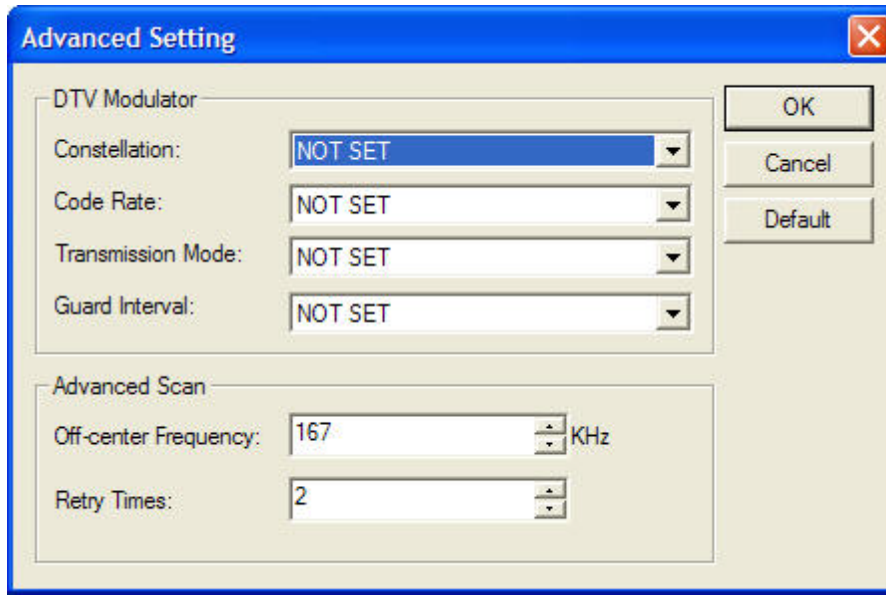 Advanced Setting
DTV Modulator
Constellation: NOT SET
Code Rate: NOT SET
Transmission Mode: NOT SET
Guard Interval: NOT SET
Advanced Scan
Off-center Frequency: 167 KHz
Retry Times: 2
OK
Cancel
Default